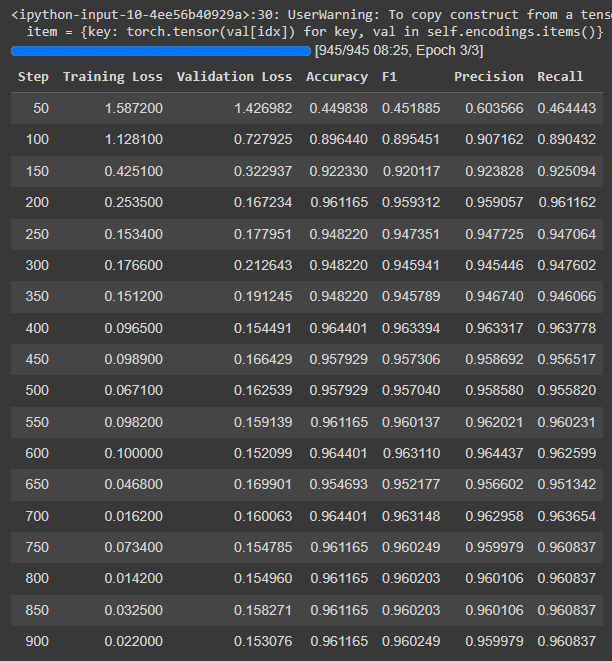 <ipython-input-10-4ee56b40929a>:30: UserWarning: To copy construct from a tens
item = {key: torch.tensor(val[idx]) for key, val in self.encodings.items()}
[945/945 08:25, Epoch 3/3]
Step Training Loss Validation Loss Accuracy F1 Precision Recall
50 1.587200 1.426982 0.449838 0.451885 0.603566 0.464443
100 1.128100 0.727925 0.896440 0.895451 0.907162 0.890432
150 0.425100 0.322937 0.922330 0.920117 0.923828 0.925094
200 0.253500 0.167234 0.961165 0.959312 0.959057 0.961162
250 0.153400 0.177951 0.948220 0.947351 0.947725 0.947064
300 0.176600 0.212643 0.948220 0.945941 0.945446 0.947602
350 0.151200 0.191245 0.948220 0.945789 0.946740 0.946066
400 0.096500 0.154491 0.964401 0.963394 0.963317 0.963778
450 0.098900 0.166429 0.957929 0.957306 0.958692 0.956517
500 0.067100 0.162539 0.957929 0.957040 0.958580 0.955820
550 0.098200 0.159139 0.961165 0.960137 0.962021 0.960231
600 0.100000 0.152099 0.964401 0.963110 0.964437 0.962599
650 0.046800 0.169901 0.954693 0.952177 0.956602 0.951342
700 0.016200 0.160063 0.964401 0.963148 0.962958 0.963654
750 0.073400 0.154785 0.961165 0.960249 0.959979 0.960837
800 0.014200 0.154960 0.961165 0.960203 0.960106 0.960837
850 0.032500 0.158271 0.961165 0.960203 0.960106 0.960837
900 0.022000 0.153076 0.961165 0.960249 0.959979 0.960837